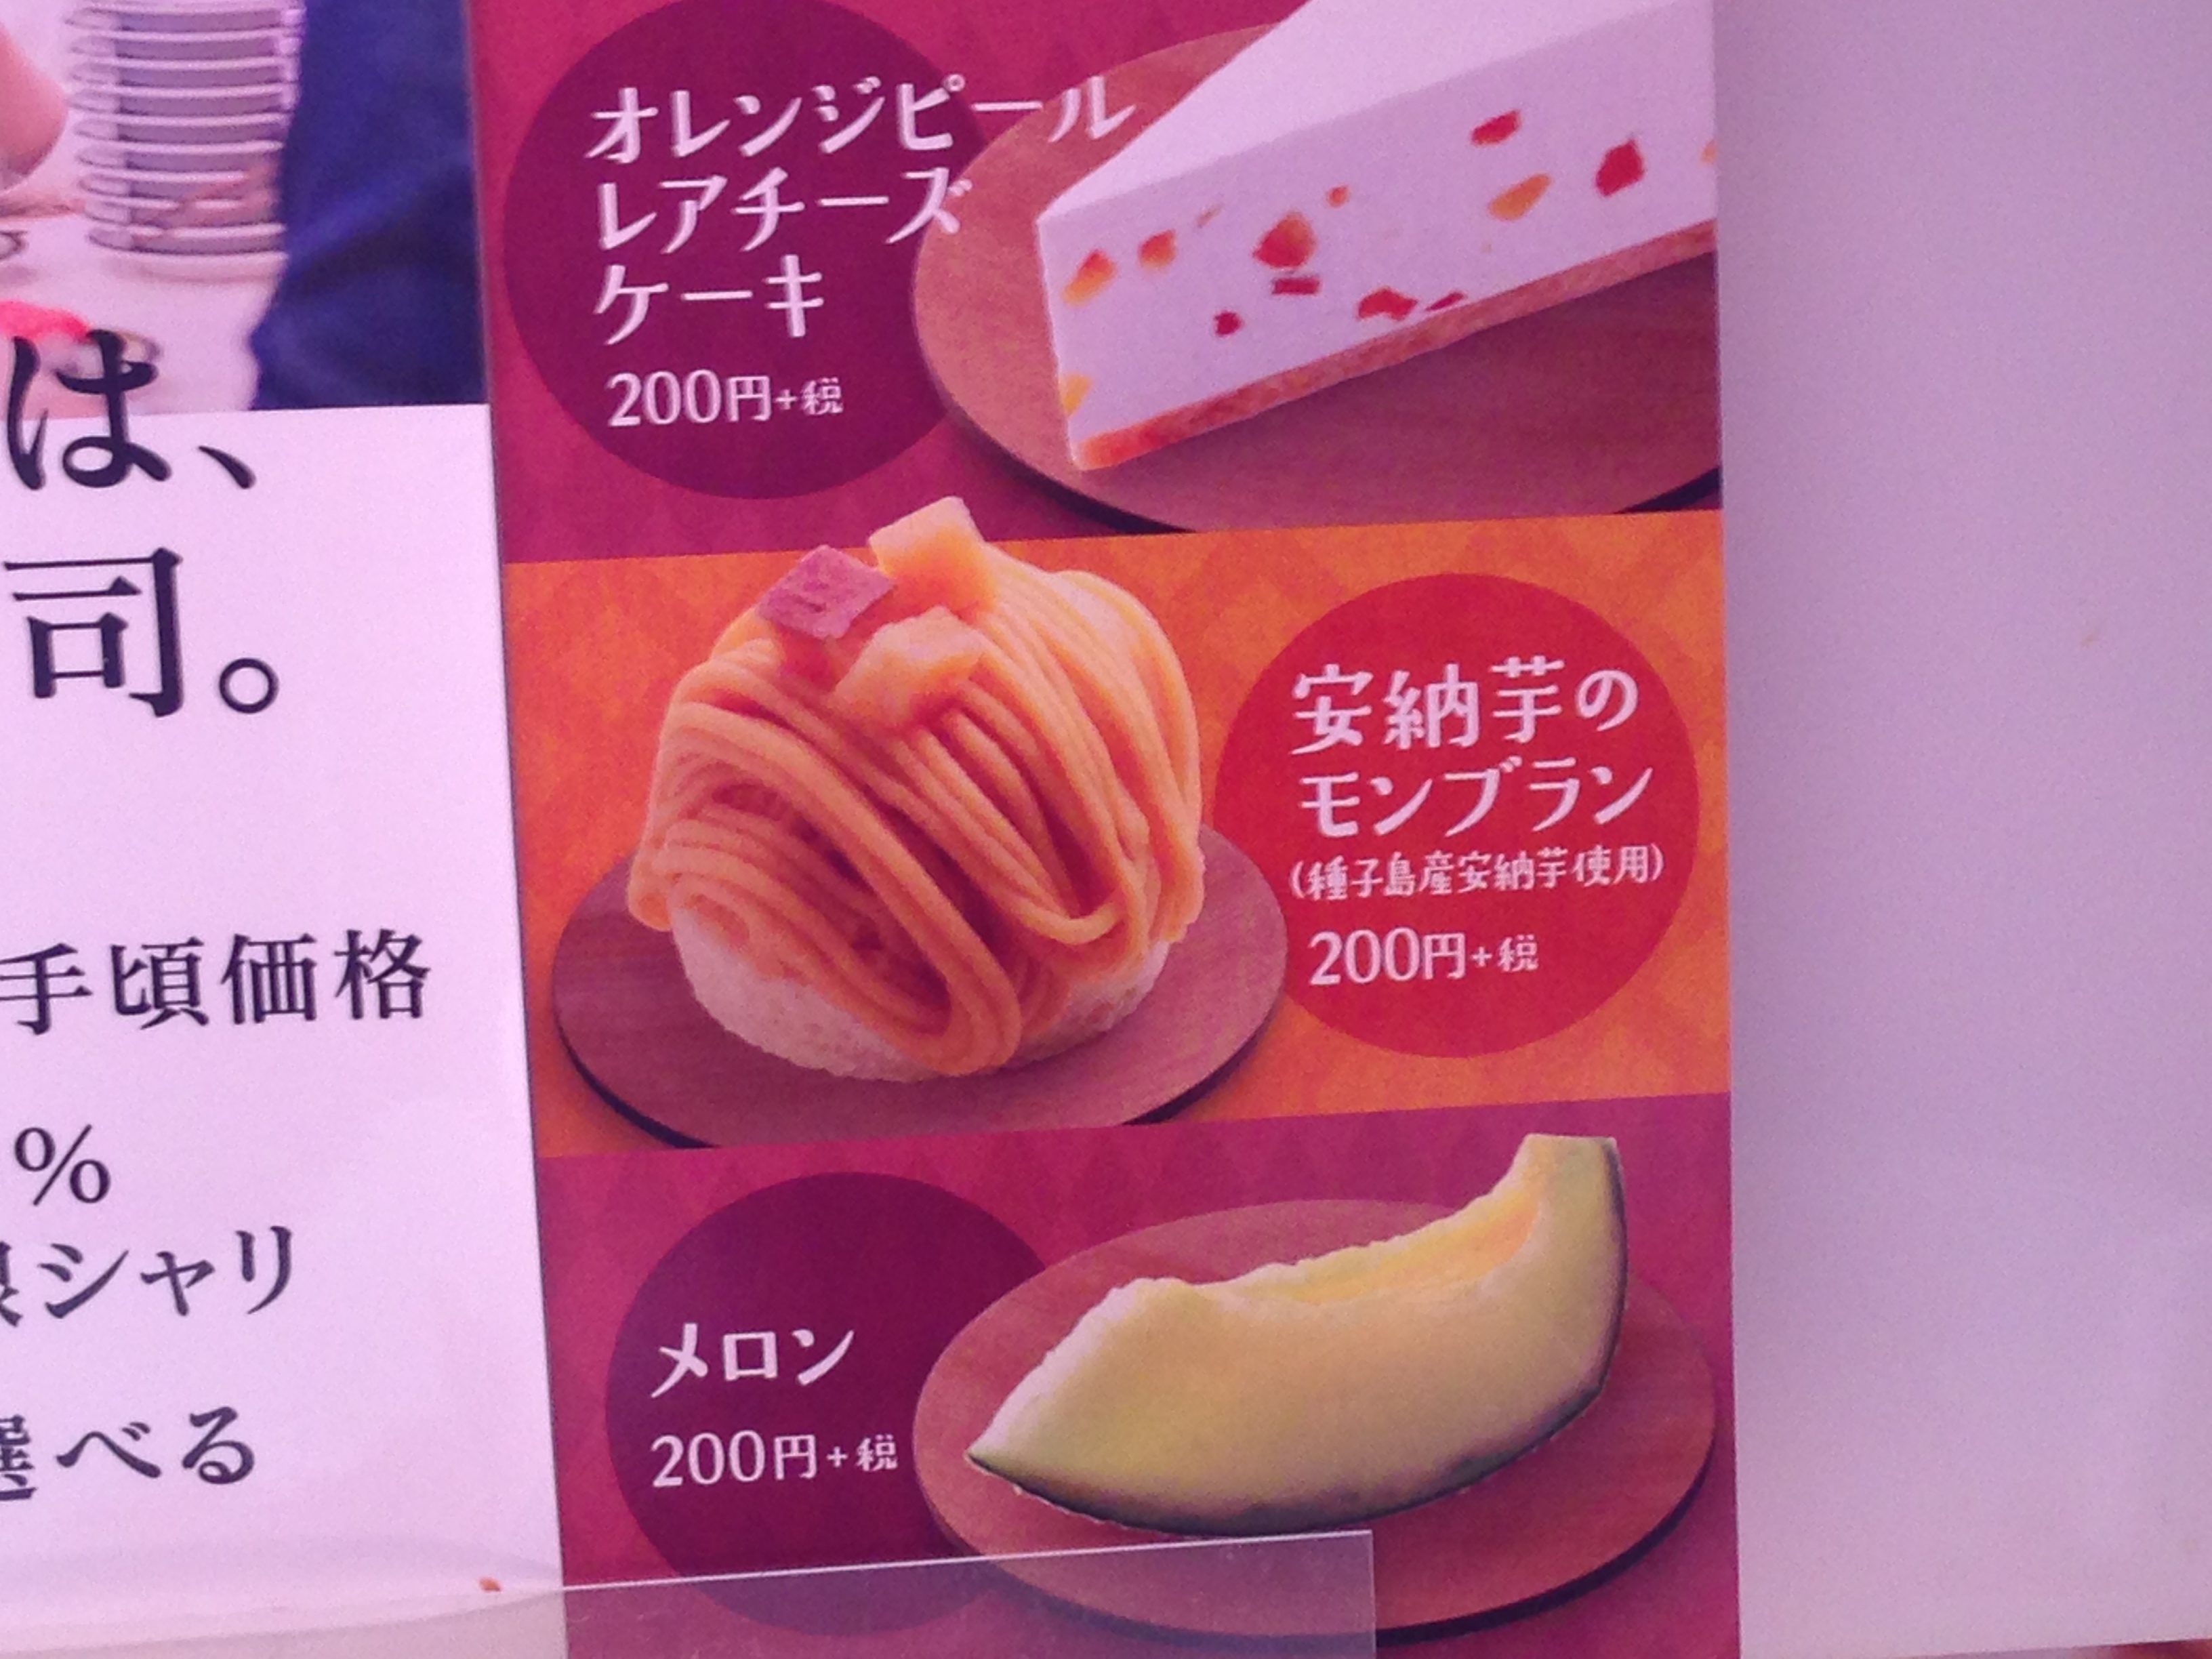 は、
司。
手頃価格
%
シャリ
選べる
オレンジピール
レアチーズ
ケーキ
200円+税
安納芋の
モンブラン
(種子島産安納芋使用)
200円+税
メロン
200円+税